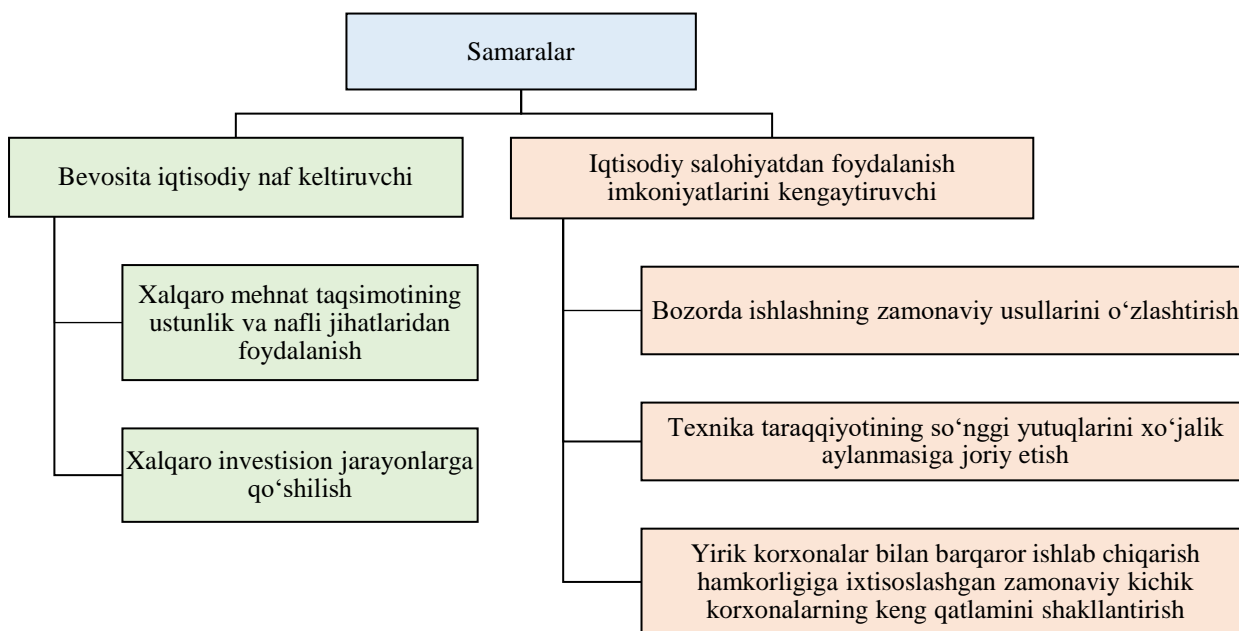 Samaralar
Bevosita iqtisodiy naf keltiruvchi
Iqtisodiy salohiyatdan foydalanish
imkoniyatlarini kengaytiruvchi
Xalqaro mehnat taqsimotining
ustunlik va nafli jihatlaridan
foydalanish
Xalqaro investision jarayonlarga
qo‘shilish
Bozorda ishlashning zamonaviy usullarini o‘zlashtirish
Texnika taraqqiyotining so‘nggi yutuqlarini xo‘jalik
aylanmasiga joriy etish
Yirik korxonalar bilan barqaror ishlab chiqarish
hamkorligiga ixtisoslashgan zamonaviy kichik
korxonalarning keng qatlamini shakllantirish